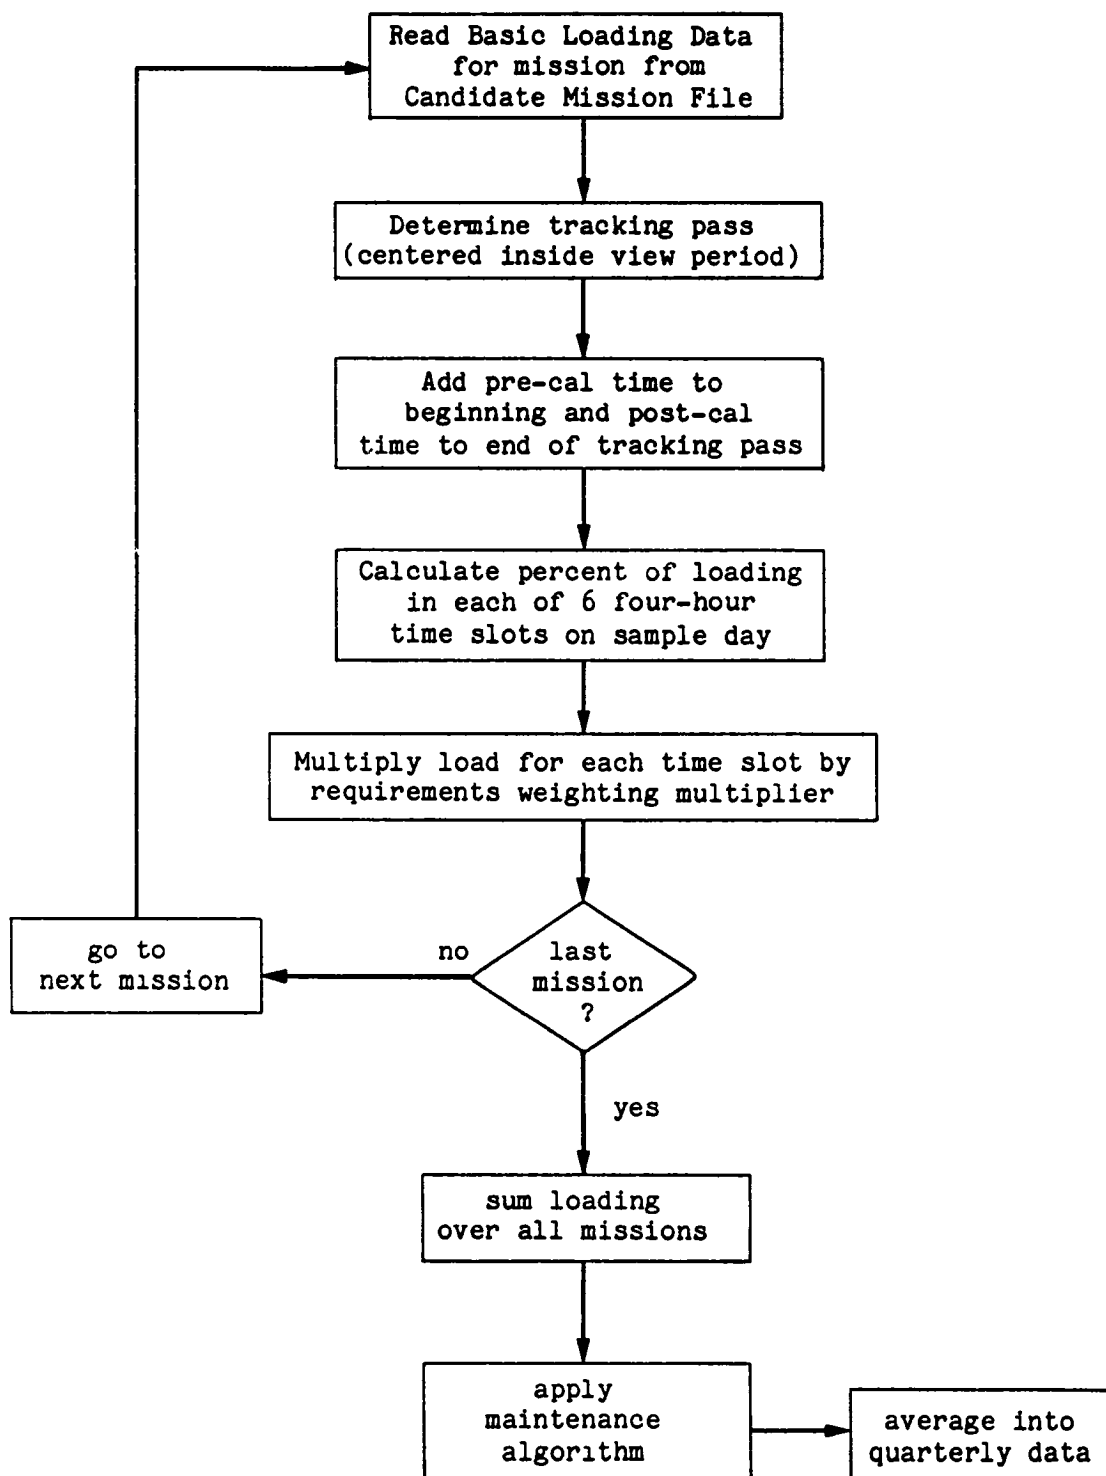 Read Basic Loading Data
for mission from
Candidate Mission File
Determine tracking pass
(centered inside view period)
Add pre-cal time to
beginning and post-cal
time to end of tracking pass
Calculate percent of loading
in each of 6 four-hour
time slots on sample day
Multiply load for each time slot by
requirements weighting multiplier
last
mission
?
no
go to
next mission
yes
sum loading
over all missions
apply
maintenance
algorithm
average into
quarterly data